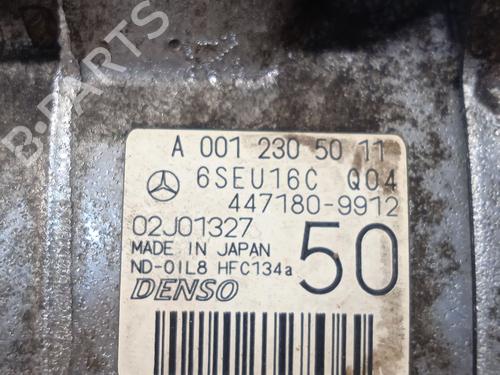 B-PARTS
A 001 230 50 11
6SEU16C Q04
447180-9912
02J01327
MADE IN JAPAN
50
ND-OIL8 HFC134a
DENSO